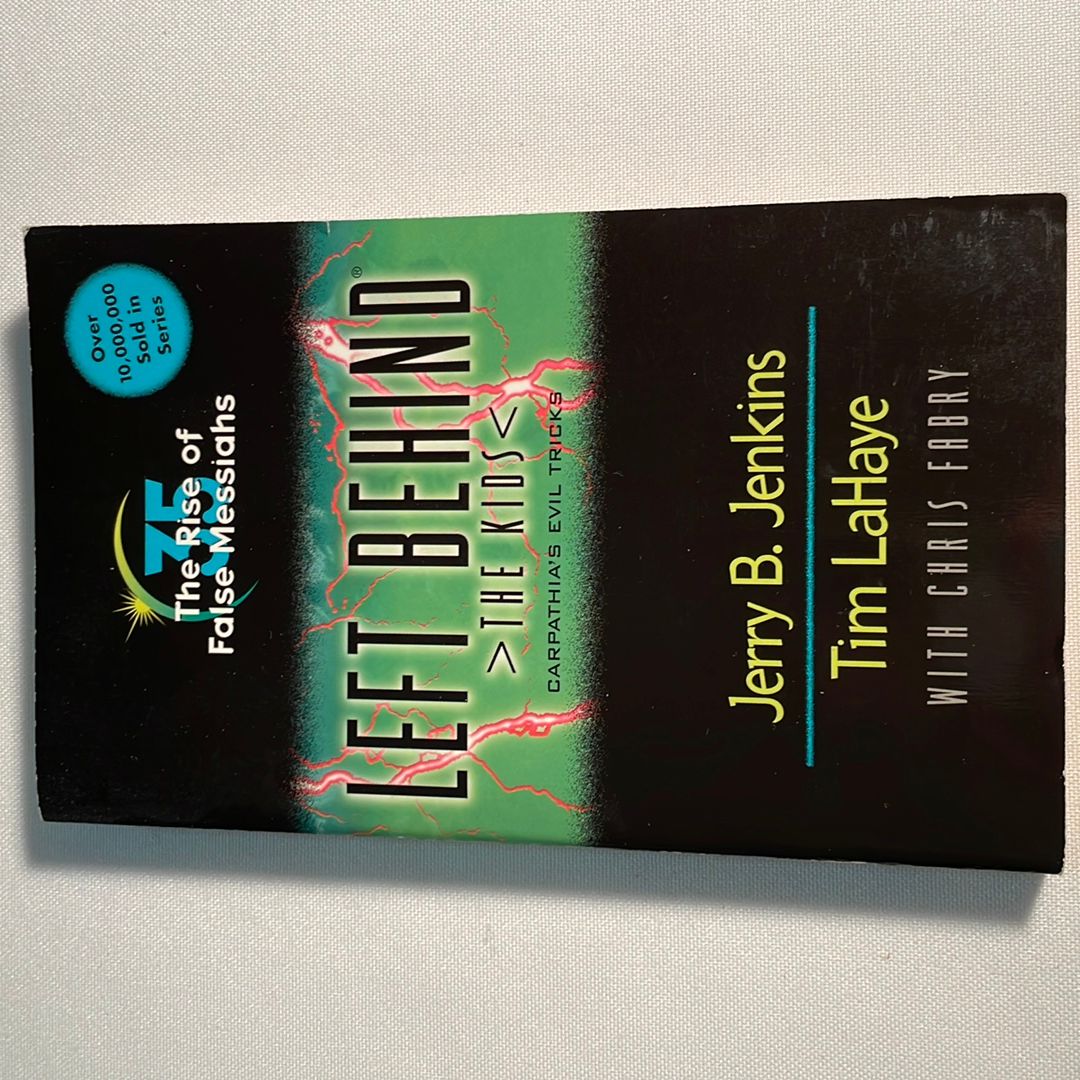 Over
10,000,000
Sold in
Series
35
The Rise of
False Messiahs
LEFT BEHIND®
>THE KIDS<
CARPATHIA'S EVIL TRICKS
Jerry B. Jenkins
Tim LaHaye
WITH CHRIS FABRY